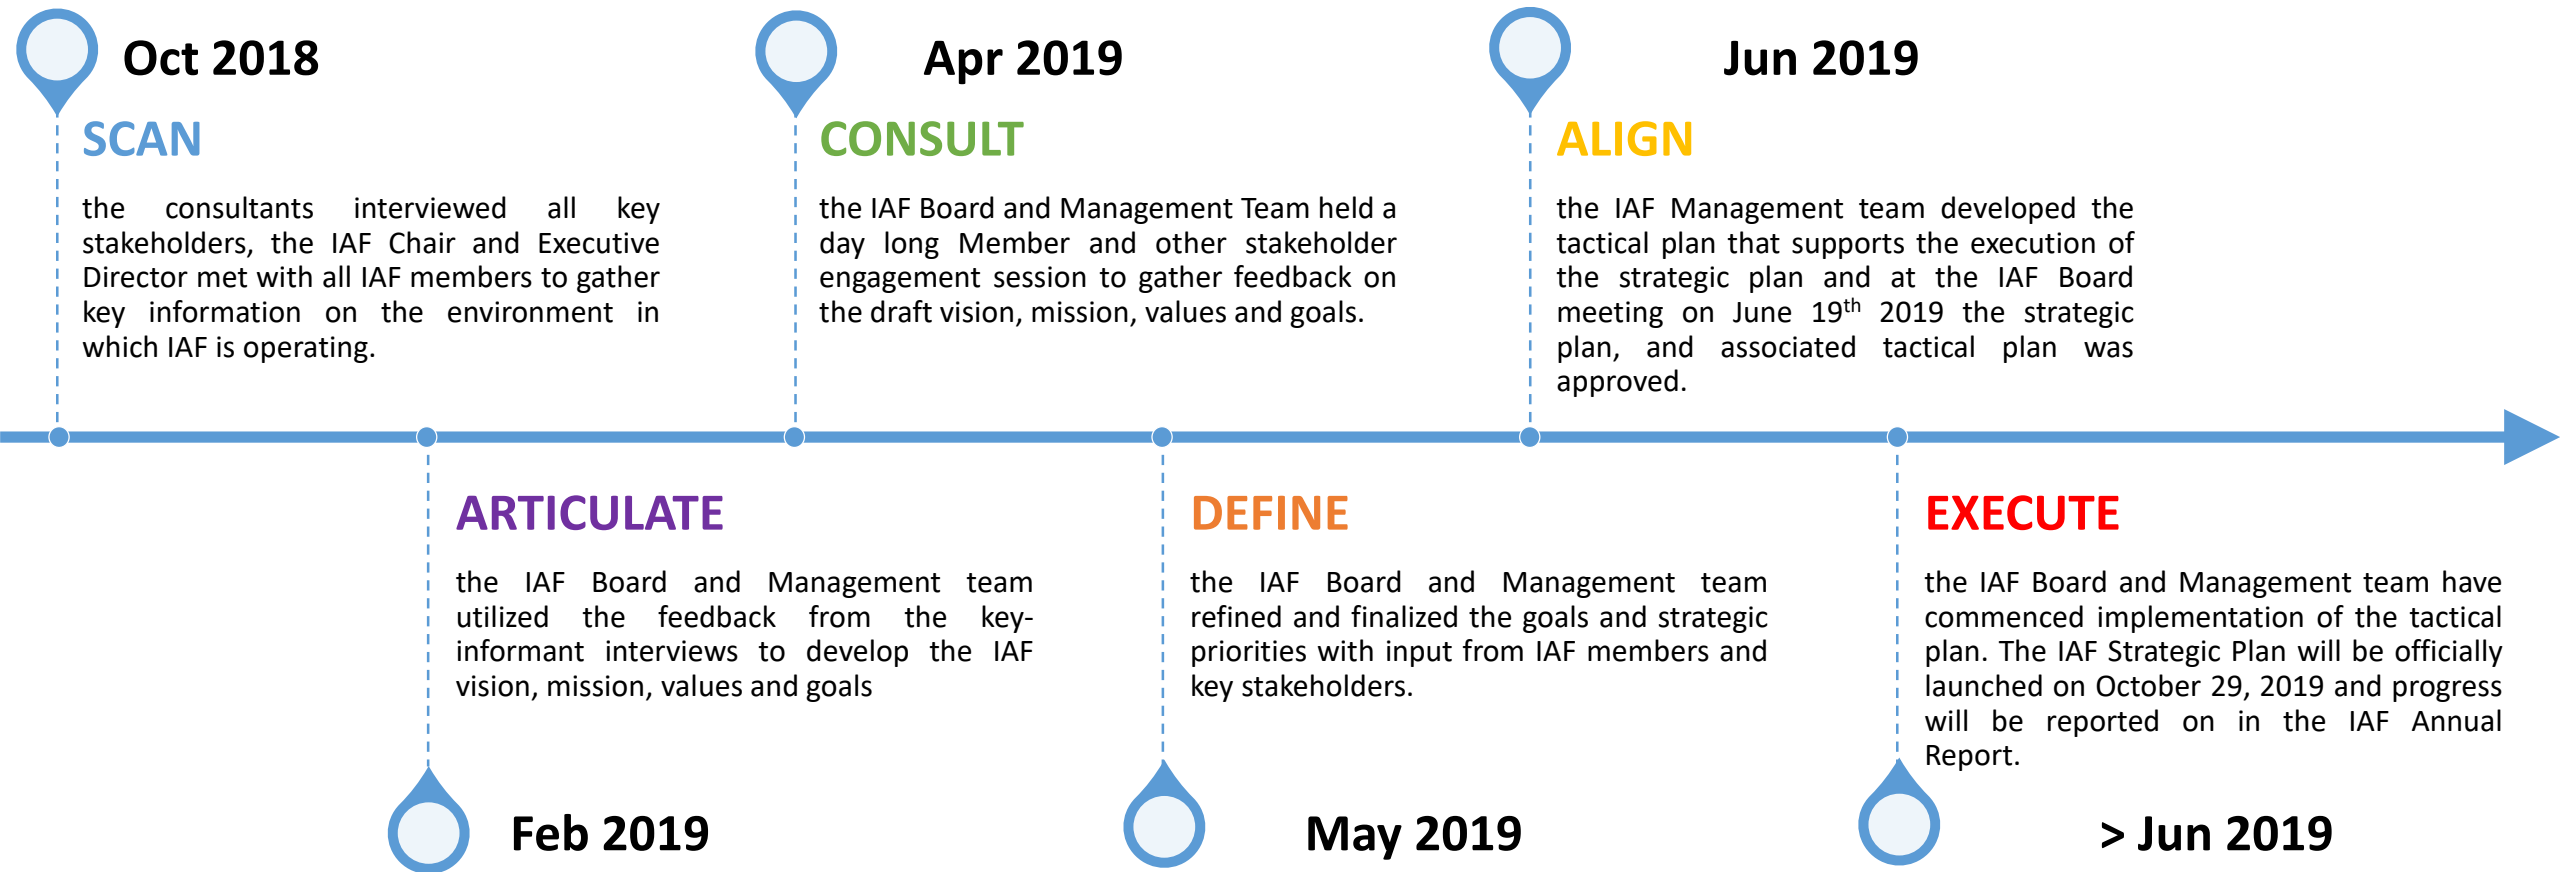 Oct 2018
SCAN
the consultants interviewed all key
stakeholders, the IAF Chair and Executive
Director met with all IAF members to gather
key information on the environment in
which IAF is operating.
Apr 2019
CONSULT
the IAF Board and Management Team held a
day long Member and other stakeholder
engagement session to gather feedback on
the draft vision, mission, values and goals.
Jun 2019
ALIGN
the IAF Management team developed the
tactical plan that supports the execution of
the strategic plan and at the IAF Board
meeting on June 19th 2019 the strategic
plan, and associated tactical plan was
approved.
ARTICULATE
the IAF Board and Management team
utilized the feedback from the key-
informant interviews to develop the IAF
vision, mission, values and goals
Feb 2019
DEFINE
the IAF Board and Management team
refined and finalized the goals and strategic
priorities with input from IAF members and
key stakeholders.
May 2019
EXECUTE
the IAF Board and Management team have
commenced implementation of the tactical
plan. The IAF Strategic Plan will be officially
launched on October 29, 2019 and progress
will be reported on in the IAF Annual
Report.
> Jun 2019